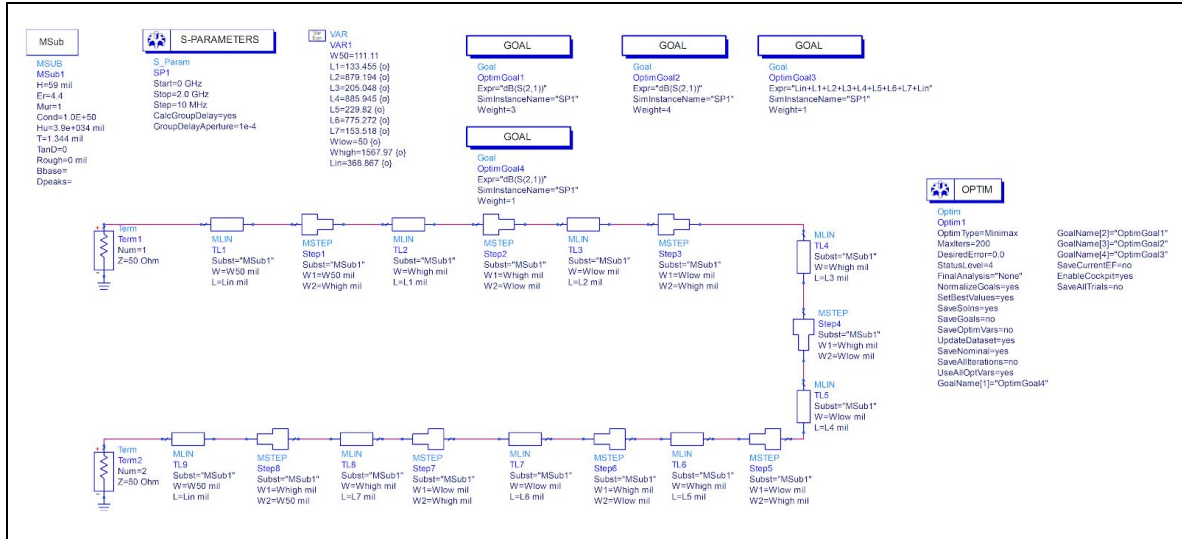 MSub
MSUB
MSub1
H=59 mil
Er=4.4
Mur=1
Cond=1.0E+50
Hu=3.9e+034 mil
T=1.344 mil
TanD=0
Rough=0 mil
Bbase=
Dpeaks=
S-PARAMETERS
S_Param
SP1
Start=0 GHz
Stop=2.0 GHz
Step=10 MHz
CalcGroupDelay=yes
GroupDelayAperture=1e-4
Var
Eqn
VAR
VAR1
W50=111.11
L1=133.455 {o}
L2=879.194 {o}
L3=205.048 {o}
L4=885.945 {o}
L5=229.82 {o}
L6=775.272 {o}
L7=153.518 {o}
Wlow=50 {o}
Whigh=1567.97 {o}
Lin=368.867 {o}
GOAL
Goal
OptimGoal1
Expr="dB(S(2,1))"
SimInstanceName="SP1"
Weight=3
GOAL
Goal
OptimGoal2
Expr="dB(S(2,1))"
SimInstanceName="SP1"
Weight=4
GOAL
Goal
OptimGoal3
Expr="Lin+L1+L2+L3+L4+L5+L6+L7+Lin"
SimInstanceName="SP1"
Weight=1
GOAL
Goal
OptimGoal4
Expr="dB(S(2,1))"
SimInstanceName="SP1"
Weight=1
OPTIM
Optim
Optim1
OptimType=Minimax
MaxIters=200
DesiredError=0.0
StatusLevel=4
FinalAnalysis="None"
NormalizeGoals=yes
SetBestValues=yes
SaveSolns=yes
SaveGoals=no
SaveOptimVars=no
UpdateDataset=yes
SaveNominal=yes
SaveAllIterations=no
UseAllOptVars=yes
GoalName[1]="OptimGoal4"
GoalName[2]="OptimGoal1"
GoalName[3]="OptimGoal2"
GoalName[4]="OptimGoal3"
SaveCurrentEF=no
EnableCockpit=yes
SaveAllTrials=no
Term
Term1
Num=1
Z=50 Ohm
MLIN
TL1
Subst="MSub1"
W=W50 mil
L=Lin mil
MSTEP
Step1
Subst="MSub1"
W1=W50 mil
W2=Whigh mil
MLIN
TL2
Subst="MSub1"
W=Whigh mil
L=L1 mil
MSTEP
Step2
Subst="MSub1"
W1=Whigh mil
W2=Wlow mil
MLIN
TL3
Subst="MSub1"
W=Wlow mil
L=L2 mil
MSTEP
Step3
Subst="MSub1"
W1=Wlow mil
W2=Whigh mil
MLIN
TL4
Subst="MSub1"
W=Whigh mil
L=L3 mil
MSTEP
Step4
Subst="MSub1"
W1=Whigh mil
W2=Wlow mil
MLIN
TL5
Subst="MSub1"
W=Wlow mil
L=L4 mil
Term
Term2
Num=2
Z=50 Ohm
MLIN
TL9
Subst="MSub1"
W=W50 mil
L=Lin mil
MSTEP
Step8
Subst="MSub1"
W1=Whigh mil
W2=W50 mil
MLIN
TL8
Subst="MSub1"
W=Whigh mil
L=L7 mil
MSTEP
Step7
Subst="MSub1"
W1=Wlow mil
W2=Whigh mil
MLIN
TL7
Subst="MSub1"
W=Wlow mil
L=L6 mil
MSTEP
Step6
Subst="MSub1"
W1=Whigh mil
W2=Wlow mil
MLIN
TL6
Subst="MSub1"
W=Whigh mil
L=L5 mil
MSTEP
Step5
Subst="MSub1"
W1=Wlow mil
W2=Whigh mil